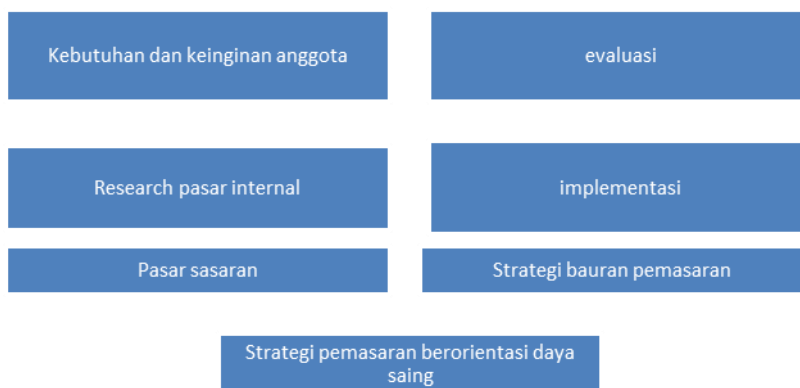 Kebutuhan dan keinginan anggota
evaluasi
Research pasar internal
implementasi
Pasar sasaran
Strategi bauran pemasaran
Strategi pemasaran berorientasi daya
saing